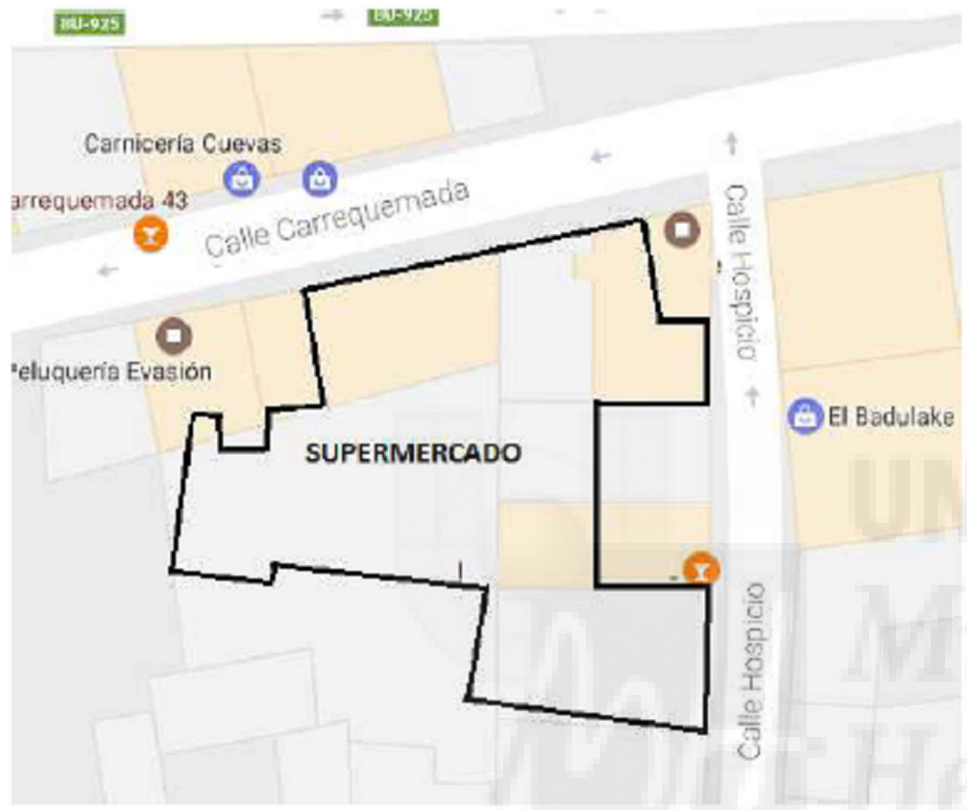 BU-925
BU-925
Carnicería Cuevas
arrequemada 43
Calle Carrequemada
Calle Hospicio
Peluquería Evasión
El Badulake
SUPERMERCADO
UN
M
Calle Hospicio